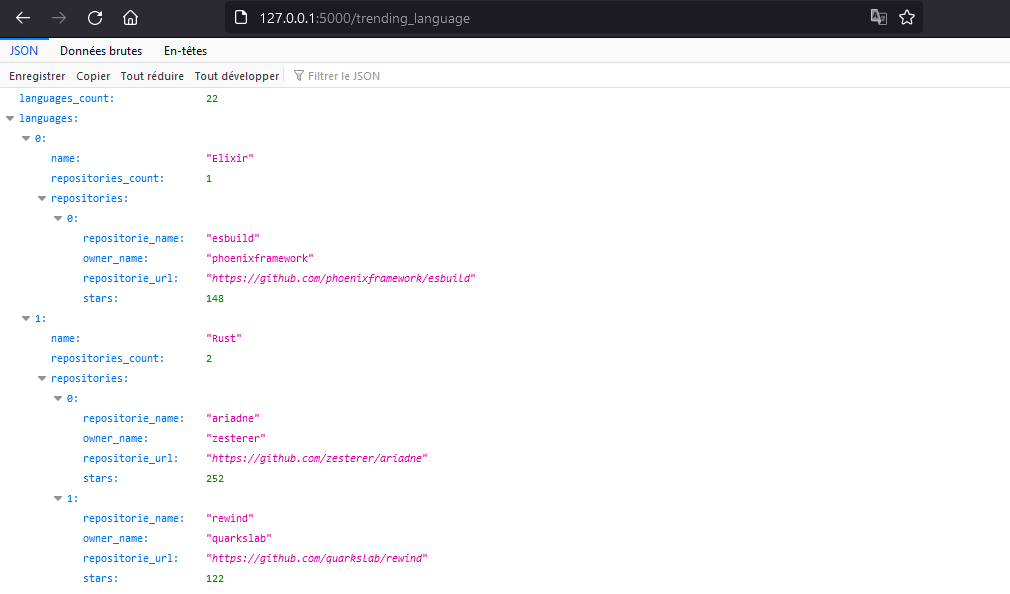 127.0.0.1:5000/trending_language
JSON Données brutes En-têtes
Enregistrer Copier Tout réduire Tout développer Filtrer le JSON
languages_count: 22
languages:
0:
name: "Elixir"
repositories_count: 1
repositories:
0:
repositorie_name: "esbuild"
owner_name: "phoenixframework"
repositorie_url: "https://github.com/phoenixframework/esbuild"
stars: 148
1:
name: "Rust"
repositories_count: 2
repositories:
0:
repositorie_name: "ariadne"
owner_name: "zesterer"
repositorie_url: "https://github.com/zesterer/ariadne"
stars: 252
1:
repositorie_name: "rewind"
owner_name: "quarkslab"
repositorie_url: "https://github.com/quarkslab/rewind"
stars: 122